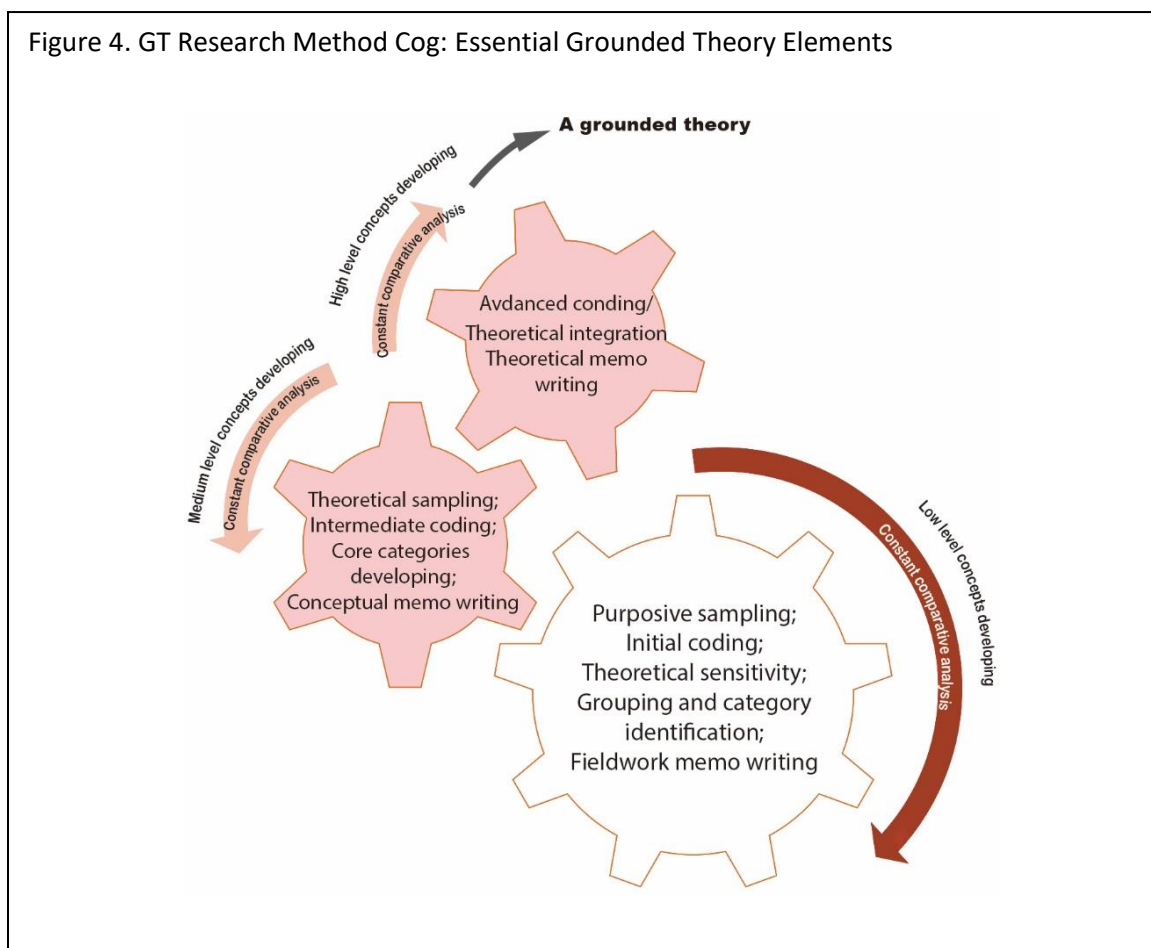 Figure 4. GT Research Method Cog: Essential Grounded Theory Elements
A grounded theory
High level concepts developing
Constant comparative analysis
Avdanced conding/
Theoretical integration
Theoretical memo
writing
Medium level concepts developing
Constant comparative analysis
Theoretical sampling;
Intermediate coding;
Core categories
developing;
Conceptual memo writing
Low level concepts developing
Constant comparative analysis
Purposive sampling;
Initial coding;
Theoretical sensitivity;
Grouping and category
identification;
Fieldwork memo writing